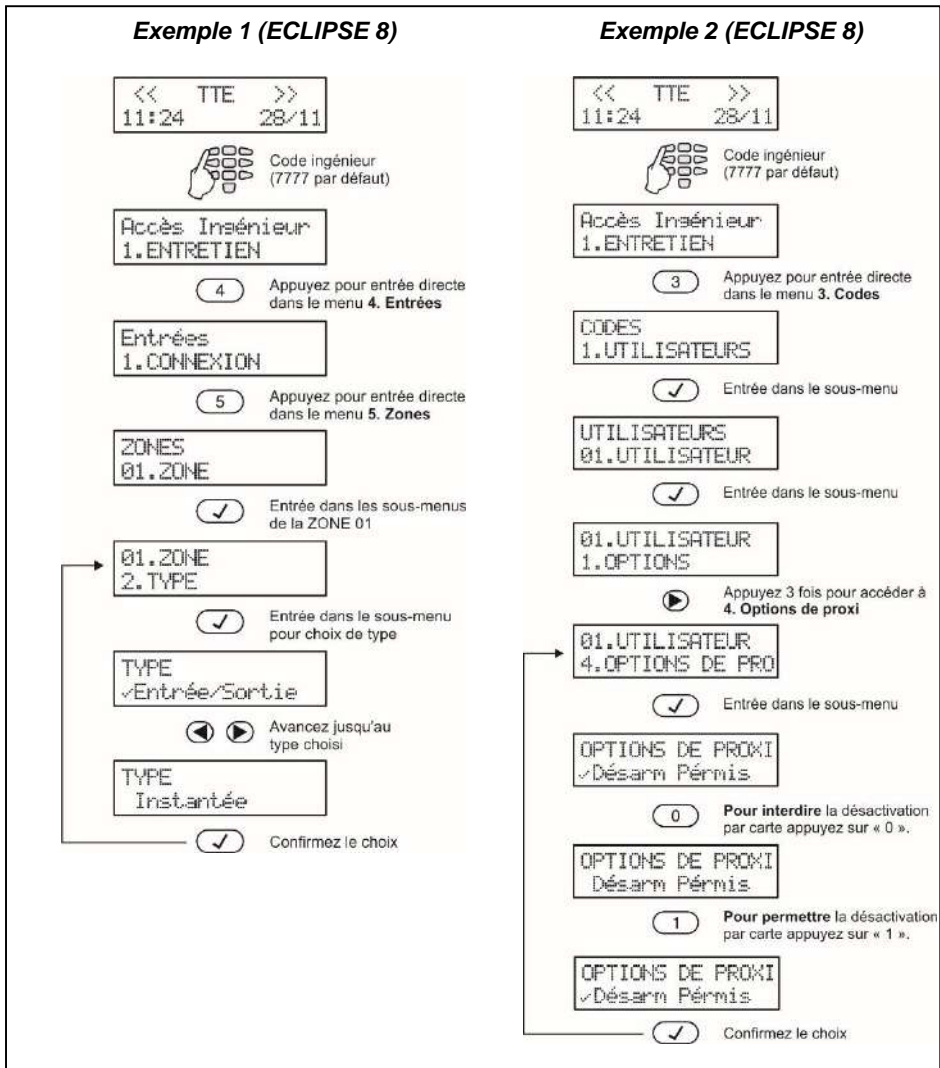 Exemple 1 (ECLIPSE 8)
<< TTE >>
11:24 28/11
Code ingénieur
(7777 par défaut)
Accès Ingénieur
1.ENTRETIEN
4
Appuyez pour entrée directe
dans le menu 4. Entrées
Entrées
1.CONNEXION
5
Appuyez pour entrée directe
dans le menu 5. Zones
ZONES
01.ZONE
✓
Entrée dans les sous-menus
de la ZONE 01
01.ZONE
2.TYPE
✓
Entrée dans le sous-menu
pour choix de type
TYPE
✓Entrée/Sortie
Avancez jusqu'au
type choisi
TYPE
Instantée
✓
Confirmez le choix
Exemple 2 (ECLIPSE 8)
<< TTE >>
11:24 28/11
Code ingénieur
(7777 par défaut)
Accès Ingénieur
1.ENTRETIEN
3
Appuyez pour entrée directe
dans le menu 3. Codes
CODES
1.UTILISATEURS
✓
Entrée dans le sous-menu
UTILISATEURS
01.UTILISATEUR
✓
Entrée dans le sous-menu
01.UTILISATEUR
1.OPTIONS
Appuyez 3 fois pour accéder à
4. Options de proxi
01.UTILISATEUR
4.OPTIONS DE PRO
✓
Entrée dans le sous-menu
OPTIONS DE PROXI
✓Désarm Pérmis
0
Pour interdire la désactivation
par carte appuyez sur « 0 ».
OPTIONS DE PROXI
Désarm Pérmis
1
Pour permettre la désactivation
par carte appuyez sur « 1 ».
OPTIONS DE PROXI
✓Désarm Pérmis
✓
Confirmez le choix